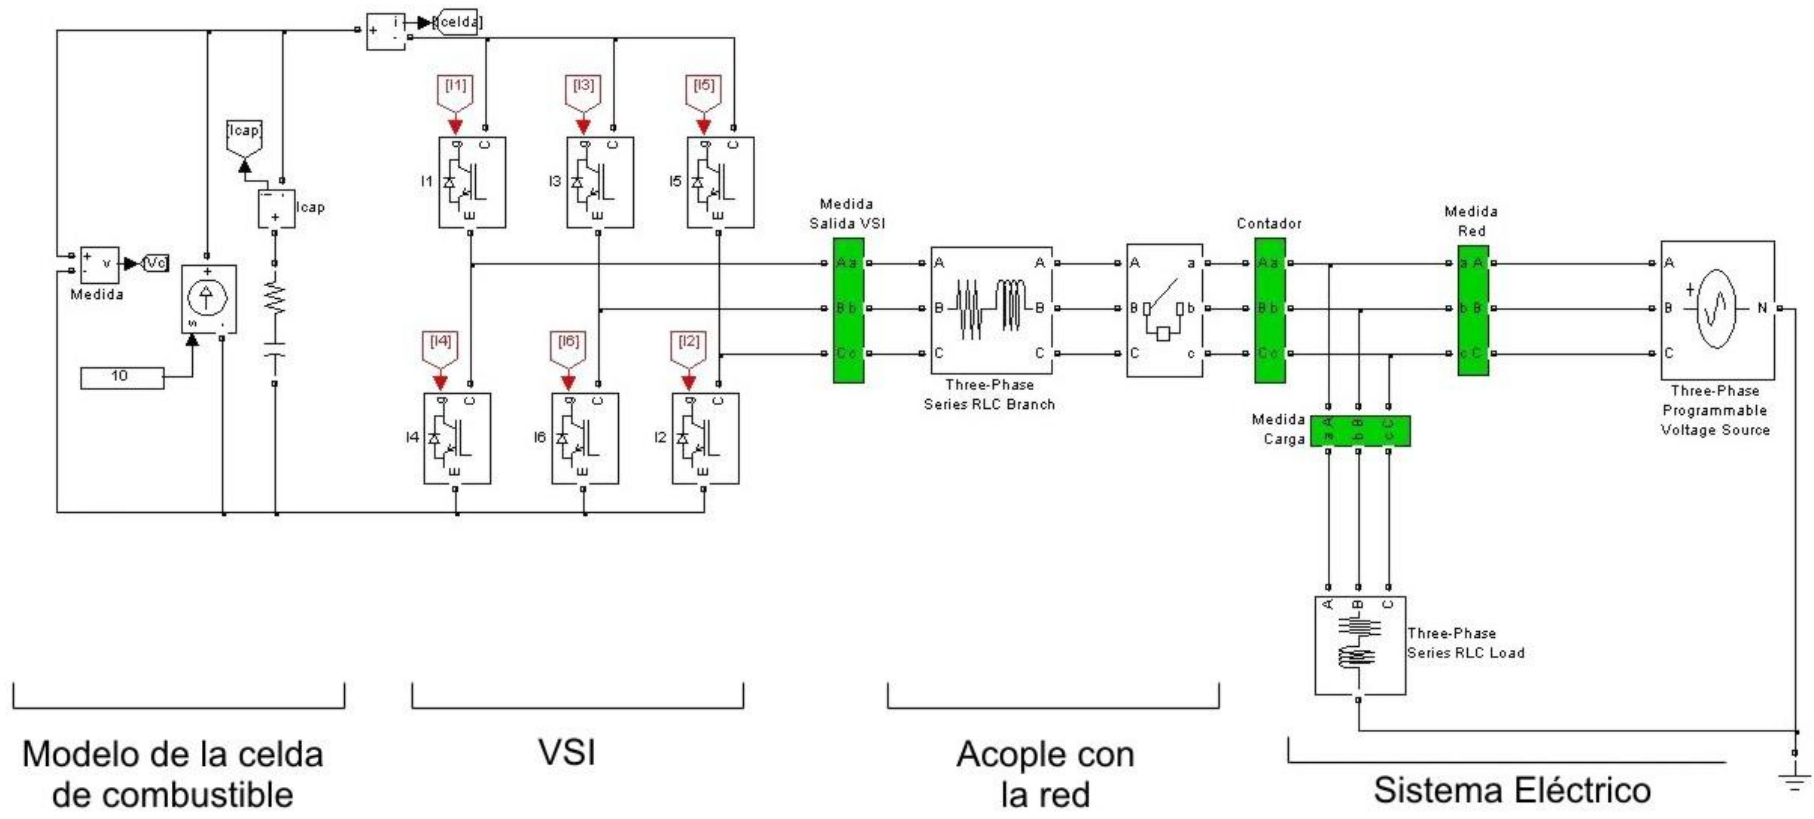 + i -
[celda]
[I1]
[I3]
[I5]
[Icap]
g C
g C
g C
I1
I3
I5
E
E
E
i -
+
Icap
Medida
Salida VSI
Contador
Medida
Red
+ v -
[Vc]
Medida
+
s -
10
A a
B b
C c
A A
B B
C C
Three-Phase
Series RLC Branch
A a
B b
C c
A a
B b
C c
a A
b B
c C
A
B
C
+
N
Three-Phase
Programmable
Voltage Source
[I4]
[I6]
[I2]
g C
g C
g C
I4
I6
I2
E
E
E
Medida
Carga
A B C
a b c
A B C
Three-Phase
Series RLC Load
Modelo de la celda
de combustible
VSI
Acople con
la red
Sistema Eléctrico